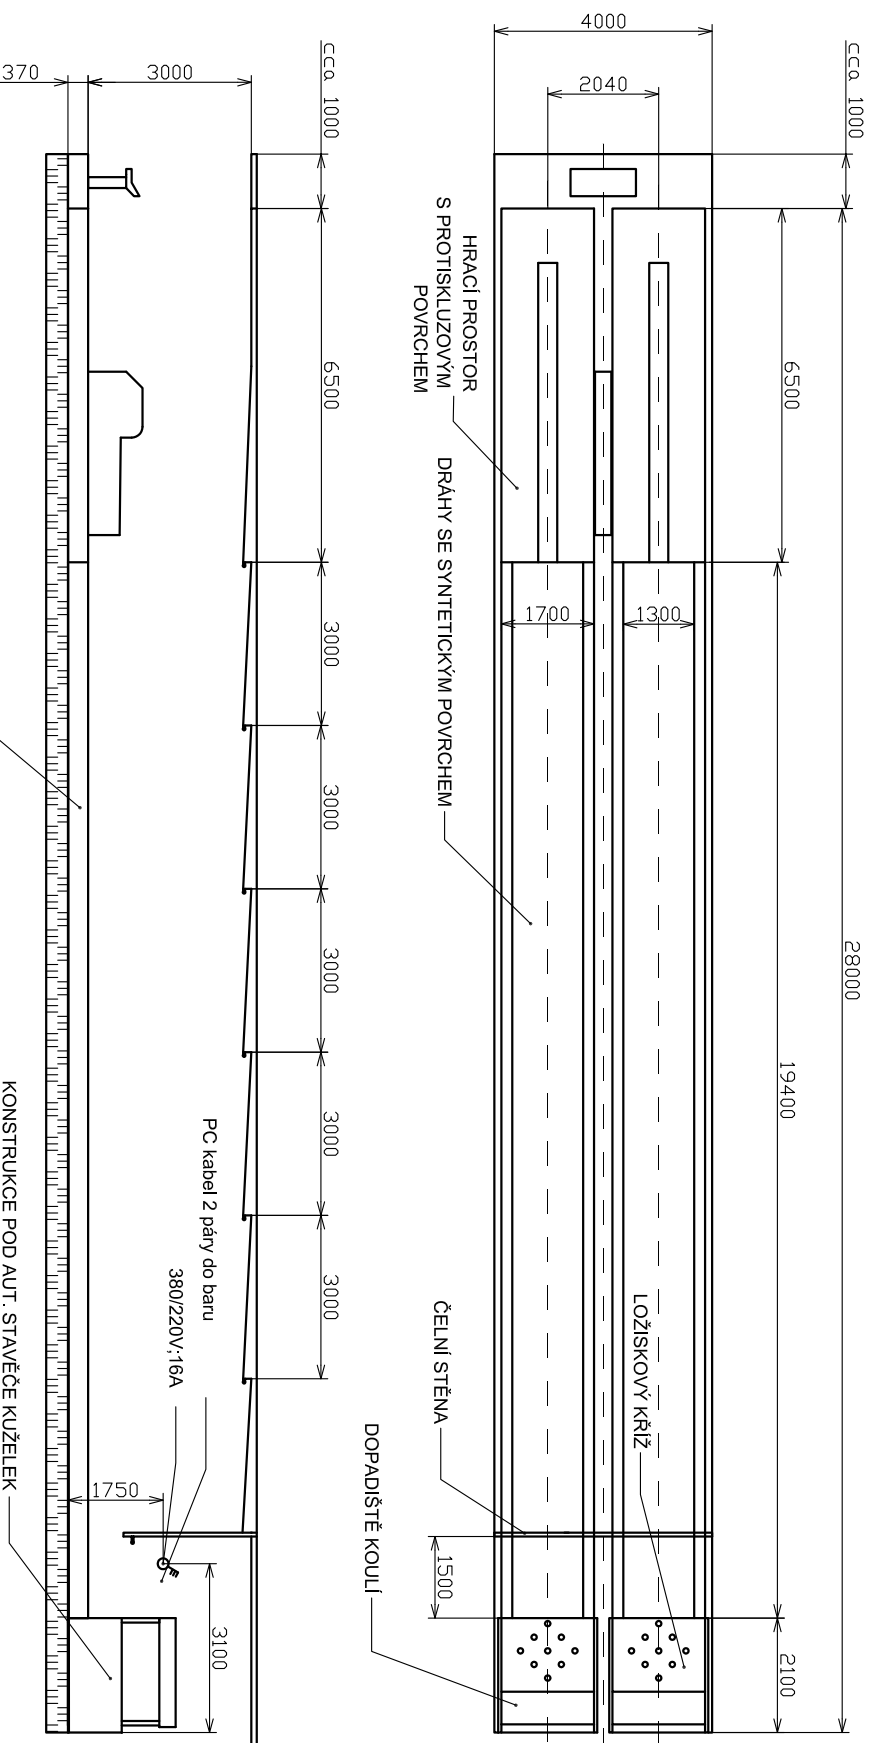 4000
2040
cca 1000
6500
28000
19400
2100
1700
1300
1500
HRACÍ PROSTOR
S PROTISKLUZOVÝM
POVRCHEM
DRÁHY SE SYNTETICKÝM POVRCHEM
LOŽISKOVÝ KŘÍŽ
ČELNÍ STĚNA
DOPADIŠTĚ KOULÍ
cca 1000
6500
3000
3000
3000
3000
3000
3000
370
PC kabel 2 páry do baru
380/220V;16A
1750
3100
KONSTRUKCE POD AUT. STAVĚČE KUŽELEK